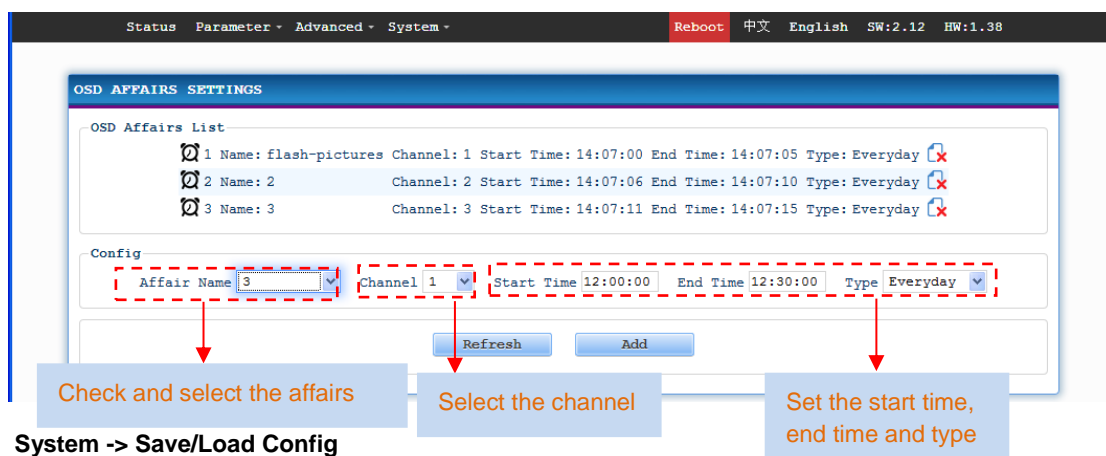 Status Parameter Advanced System Reboot 中文 English SW:2.12 HW:1.38
OSD AFFAIRS SETTINGS
OSD Affairs List
1 Name: flash-pictures Channel: 1 Start Time: 14:07:00 End Time: 14:07:05 Type: Everyday
2 Name: 2 Channel: 2 Start Time: 14:07:06 End Time: 14:07:10 Type: Everyday
3 Name: 3 Channel: 3 Start Time: 14:07:11 End Time: 14:07:15 Type: Everyday
Config
Affair Name 3 Channel 1 Start Time 12:00:00 End Time 12:30:00 Type Everyday
Refresh Add
Check and select the affairs
Select the channel
Set the start time,
end time and type
System -> Save/Load Config